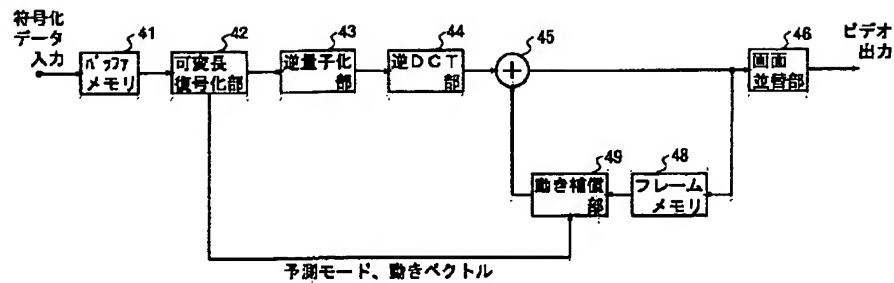 符号化
データ
入力
41
バッファ
メモリ
42
可変長
復号化部
43
逆量子化
部
44
逆DCT
部
45
46
画面
並替部
ビデオ
出力
49
動き補償
部
48
フレーム
メモリ
予測モード、動きベクトル